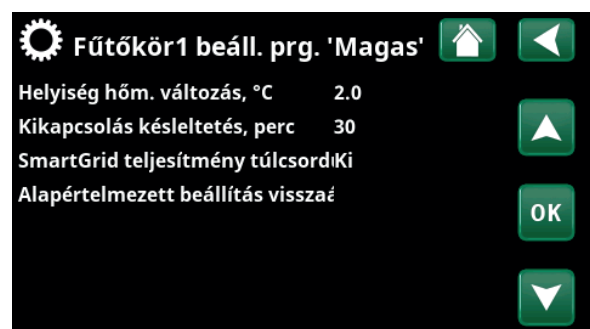 Fűtőkör1 beáll. prg. 'Magas'
Helyiség hőm. változás, °C 2.0
Kikapcsolás késleltetés, perc 30
SmartGrid teljesítmény túlcsord Ki
Alapértelmezett beállítás visszaá
OK